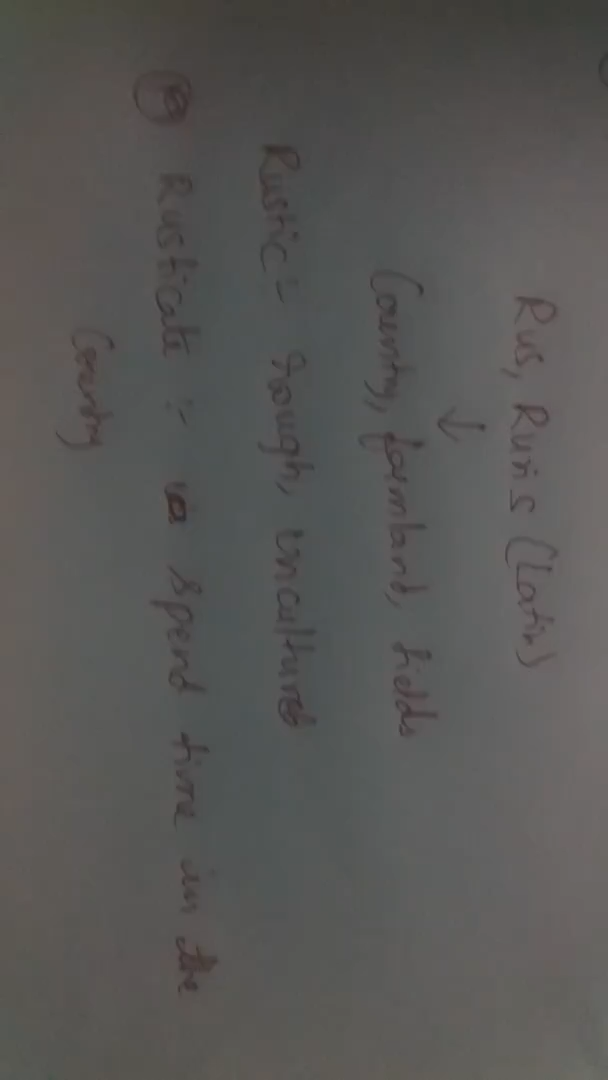 Rus, Ruris (Latin)
↓
Country, farmland, fields
Rustic:- rough, uncultured
Rusticate :- spend time in the
Country